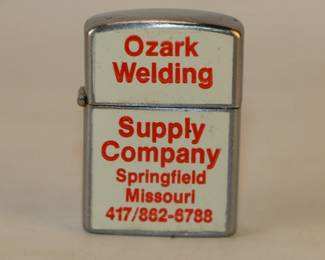 Ozark
Welding
Supply
Company
Springfield
Missouri
417/862-6788